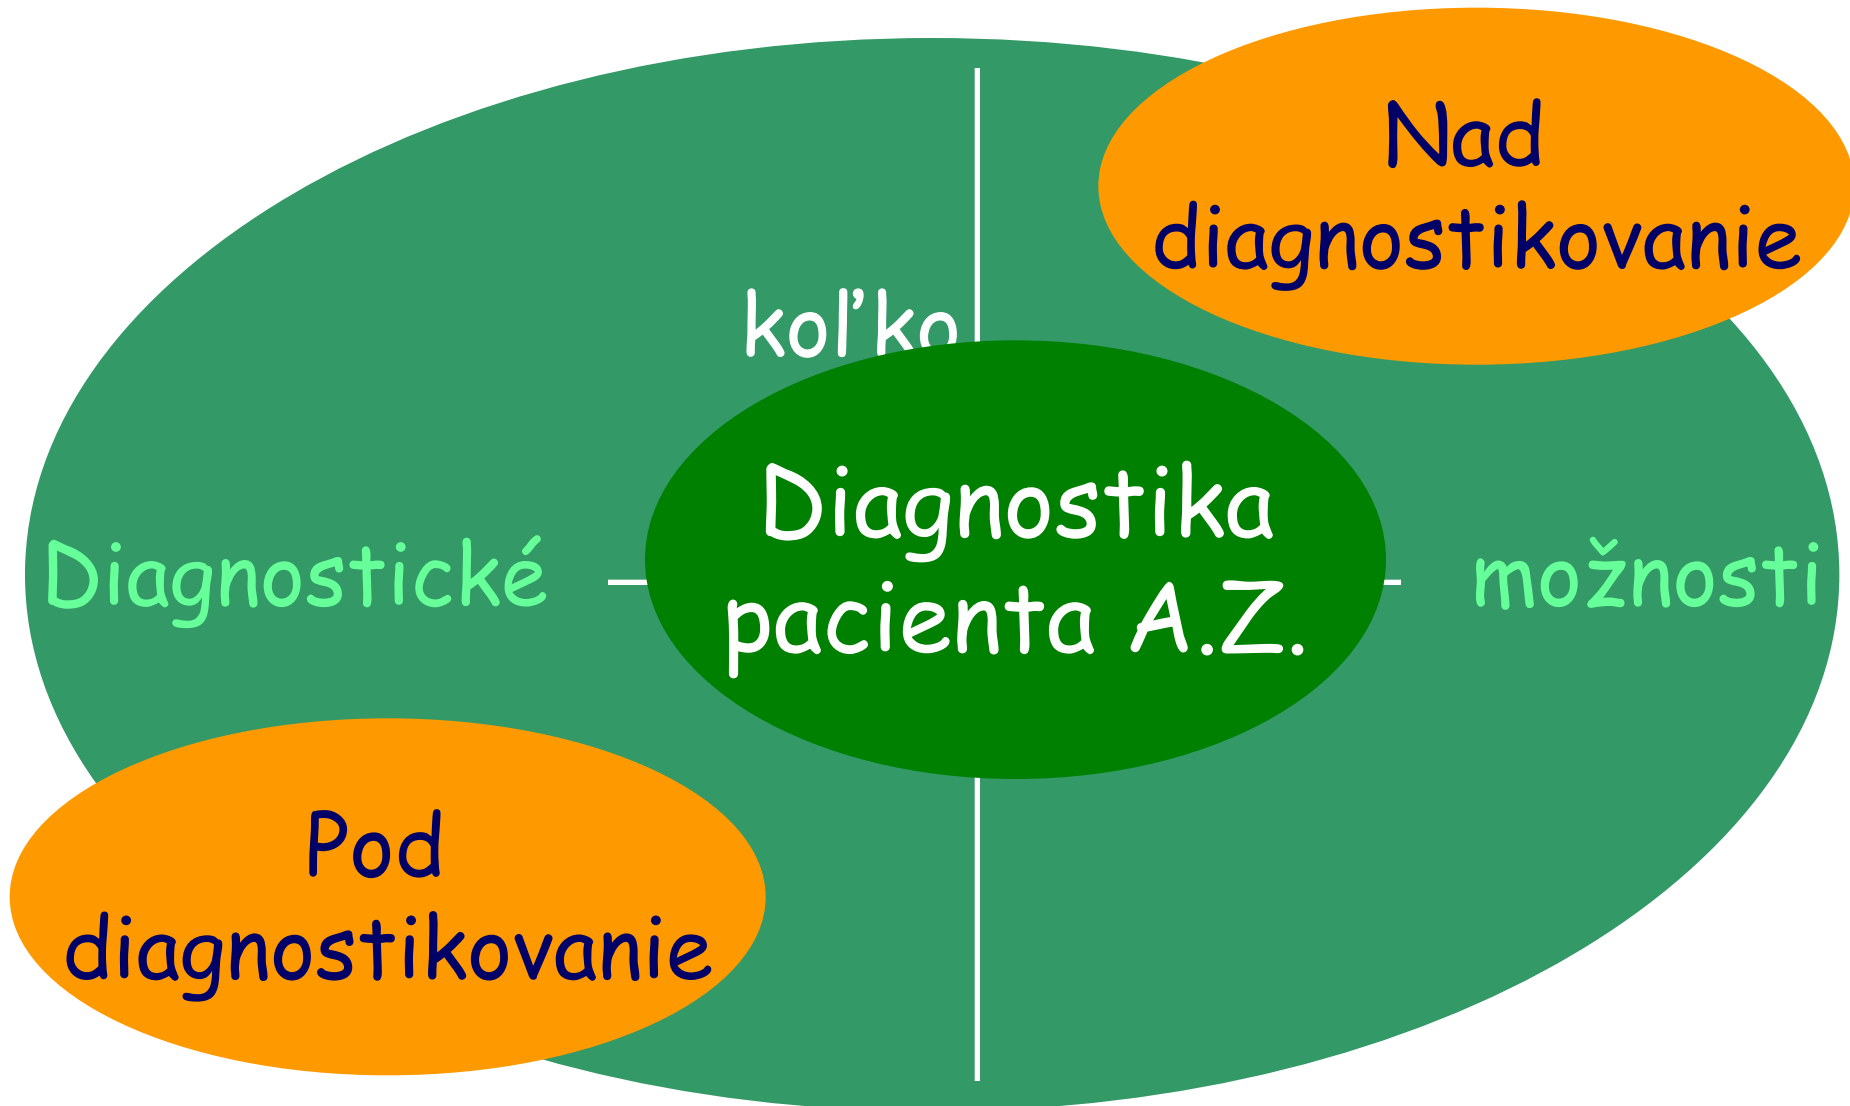 Nad
diagnostikovanie
koľko
Diagnostika
pacienta A.Z.
Diagnostické
možnosti
Pod
diagnostikovanie